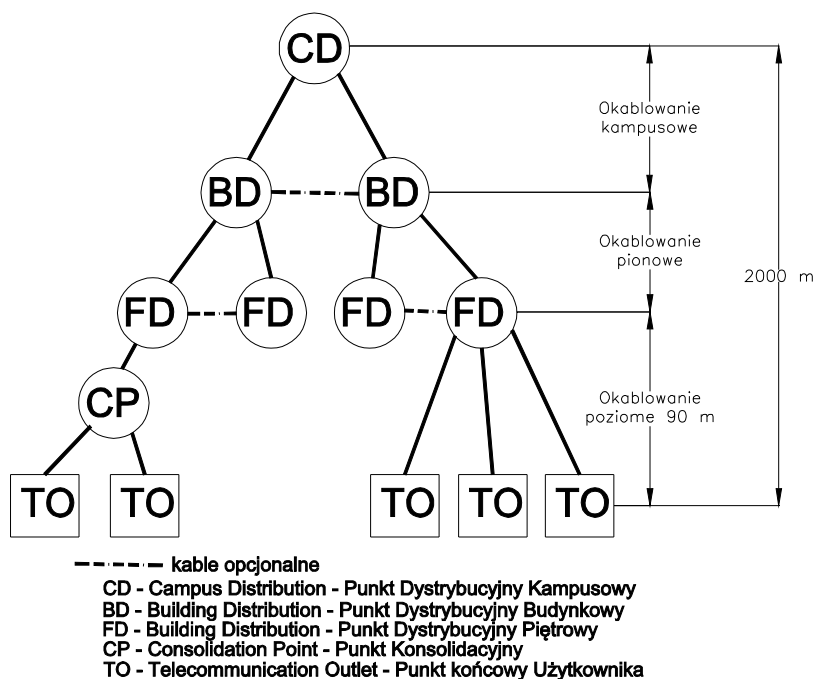 CD
Okablowanie
kampusowe
BD
BD
Okablowanie
pionowe
2000 m
FD
FD
FD
FD
CP
Okablowanie
poziome 90 m
TO
TO
TO
TO
TO
kable opcjonalne
CD - Campus Distribution - Punkt Dystrybucyjny Kampusowy
BD - Building Distribution - Punkt Dystrybucyjny Budynkowy
FD - Building Distribution - Punkt Dystrybucyjny Piętrowy
CP - Consolidation Point - Punkt Konsolidacyjny
TO - Telecommunication Outlet - Punkt końcowy Użytkownika